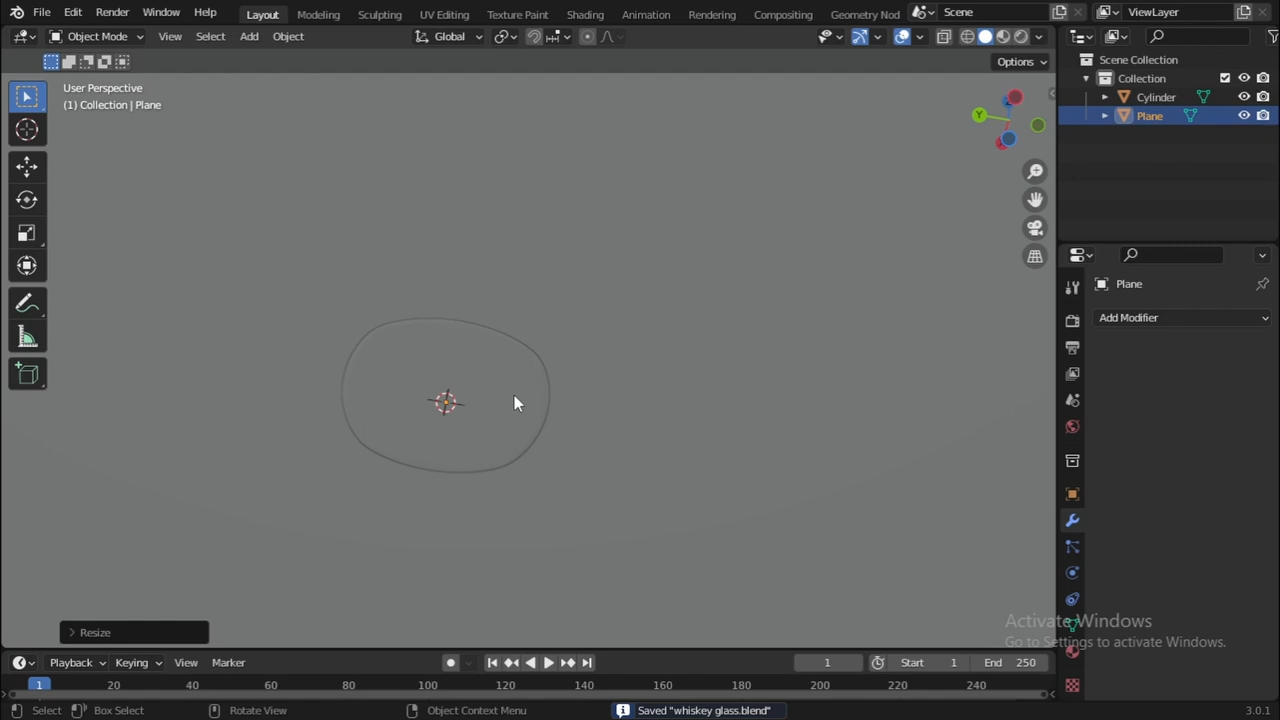 File Edit Render Window Help Layout Modeling Sculpting UV Editing Texture Paint Shading Animation Rendering Compositing Geometry Nod Scene ViewLayer
Object Mode View Select Add Object Global
Options
User Perspective
(1) Collection | Plane
Y
Scene Collection
Collection
Cylinder
Plane
Plane
Add Modifier
Resize
Activate Windows
Go to Settings to activate Windows.
Playback Keying View Marker 1 Start 1 End 250
1 20 40 60 80 100 120 140 160 180 200 220 240
Select Box Select Rotate View Object Context Menu Saved "whiskey glass.blend" 3.0.1